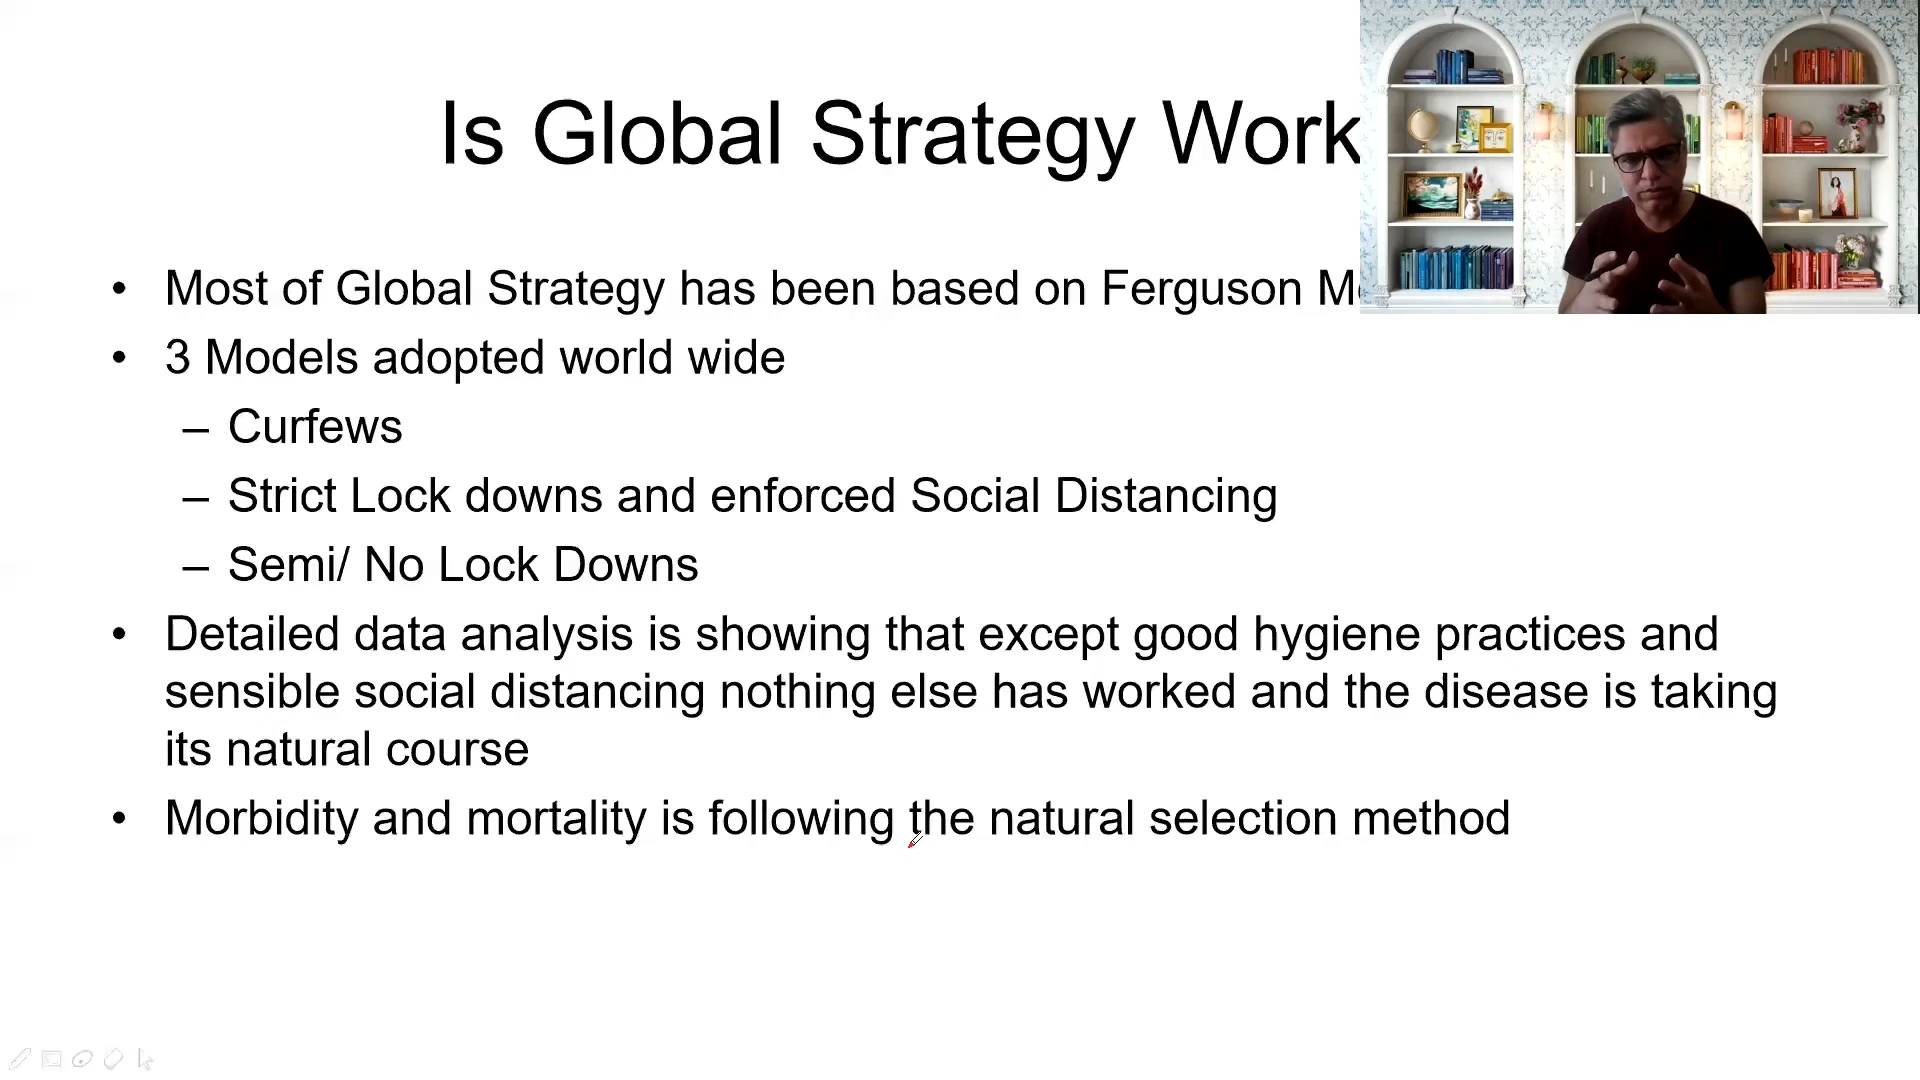 Is Global Strategy Work
• Most of Global Strategy has been based on Ferguson
• 3 Models adopted world wide
– Curfews
– Strict Lock downs and enforced Social Distancing
– Semi/ No Lock Downs
• Detailed data analysis is showing that except good hygiene practices and
sensible social distancing nothing else has worked and the disease is taking
its natural course
• Morbidity and mortality is following the natural selection method